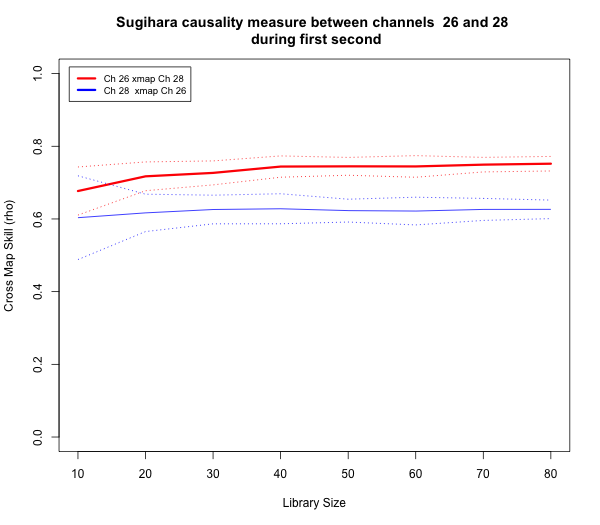 Sugihara causality measure between channels  26 and 28
during first second
Ch 26 xmap Ch 28
Ch 28  xmap Ch 26
Cross Map Skill (rho)
1.0
0.8
0.6
0.4
0.2
0.0
10 20 30 40 50 60 70 80
Library Size